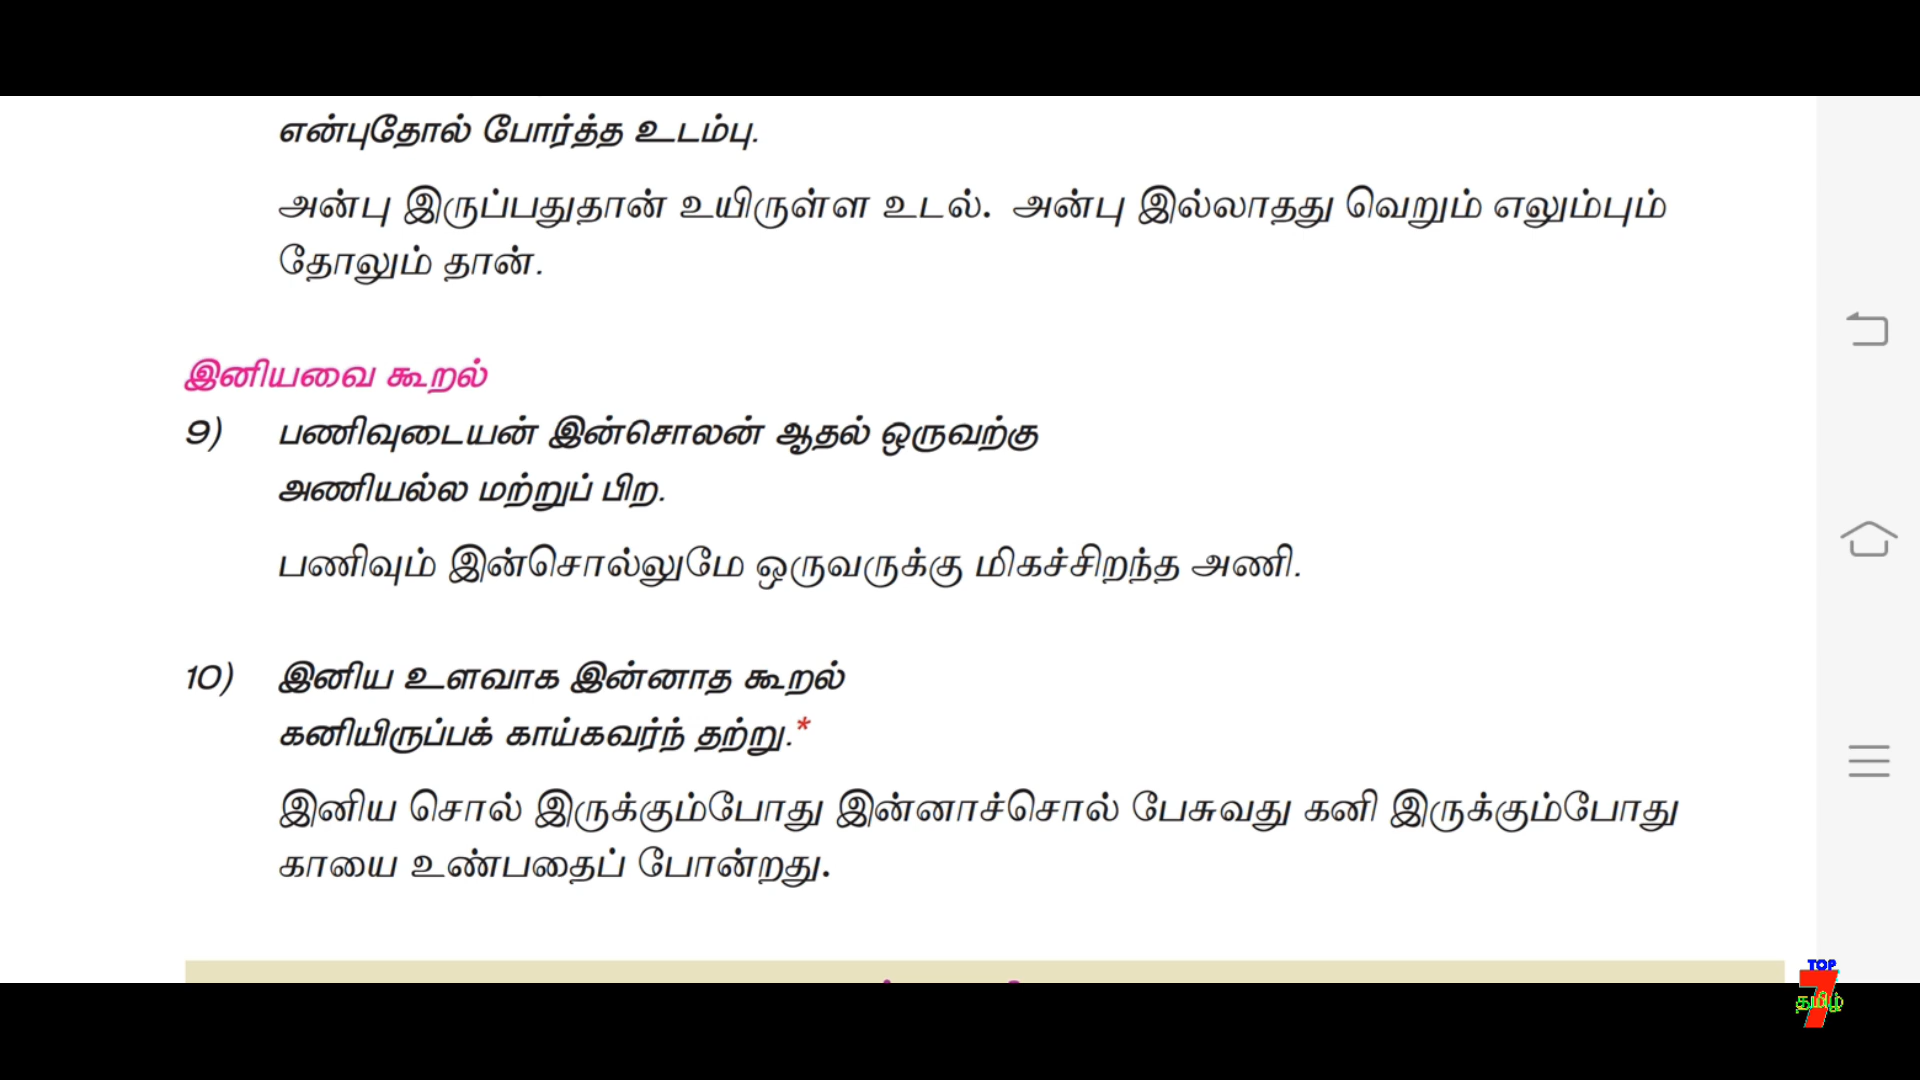 என்புதோல் போர்த்த உடம்பு.
அன்பு இருப்பதுதான் உயிருள்ள உடல். அன்பு இல்லாதது வெறும் எலும்பும்
தோலும் தான்.
இனியவை கூறல்
9) பணிவுடையன் இன்சொலன் ஆதல் ஒருவற்கு
அணியல்ல மற்றுப் பிற.
பணிவும் இன்சொல்லுமே ஒருவருக்கு மிகச்சிறந்த அணி.
10) இனிய உளவாக இன்னாத கூறல்
கனியிருப்பக் காய்கவர்ந் தற்று.*
இனிய சொல் இருக்கும்போது இன்னாச்சொல் பேசுவது கனி இருக்கும்போது
காயை உண்பதைப் போன்றது.
TOP
7
தமிழ்